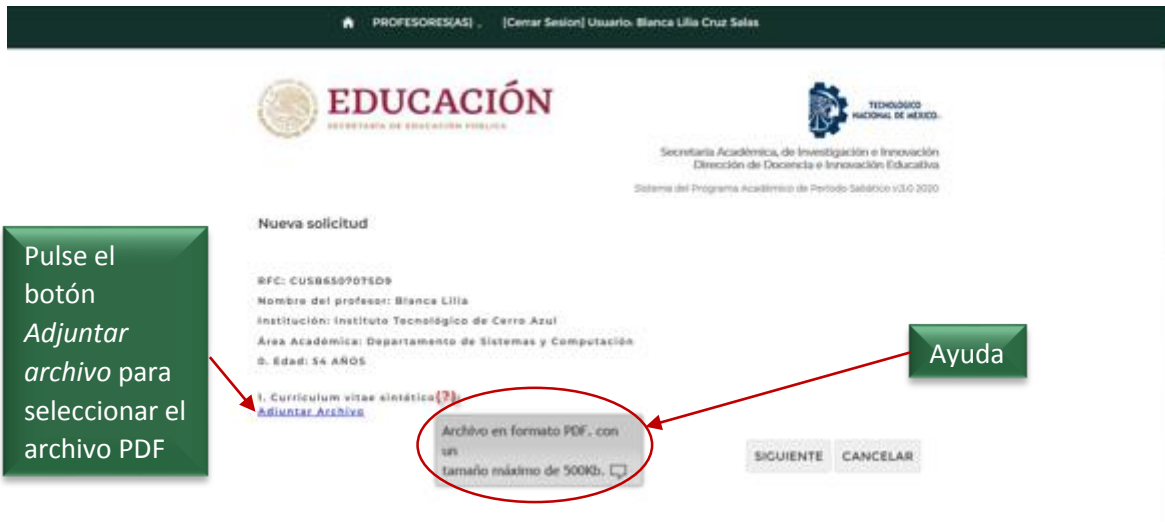 PROFESORES(AS) [Cerrar Sesion] Usuario: Blanca Lilia Cruz Salas
EDUCACIÓN
SECRETARÍA DE EDUCACIÓN PÚBLICA
TECNOLÓGICO
NACIONAL DE MÉXICO
Secretaría Académica, de Investigación e Innovación
Dirección de Docencia e Innovación Educativa
Sistema del Programa Académico de Periodo Sabático v3.0 2020
Nueva solicitud
Pulse el
botón
Adjuntar
archivo para
seleccionar el
archivo PDF
RFC:
Nombre del profesor: Blanca Lilia
Institución: Instituto Tecnológico de Cerro Azul
Área Académica: Departamento de Sistemas y Computación
0. Edad: 54 AÑOS
Ayuda
1. Curriculum vitae sintético(?):
Adjuntar Archivo
Archivo en formato PDF, con
un
tamaño máximo de 500Kb.
SIGUIENTE CANCELAR